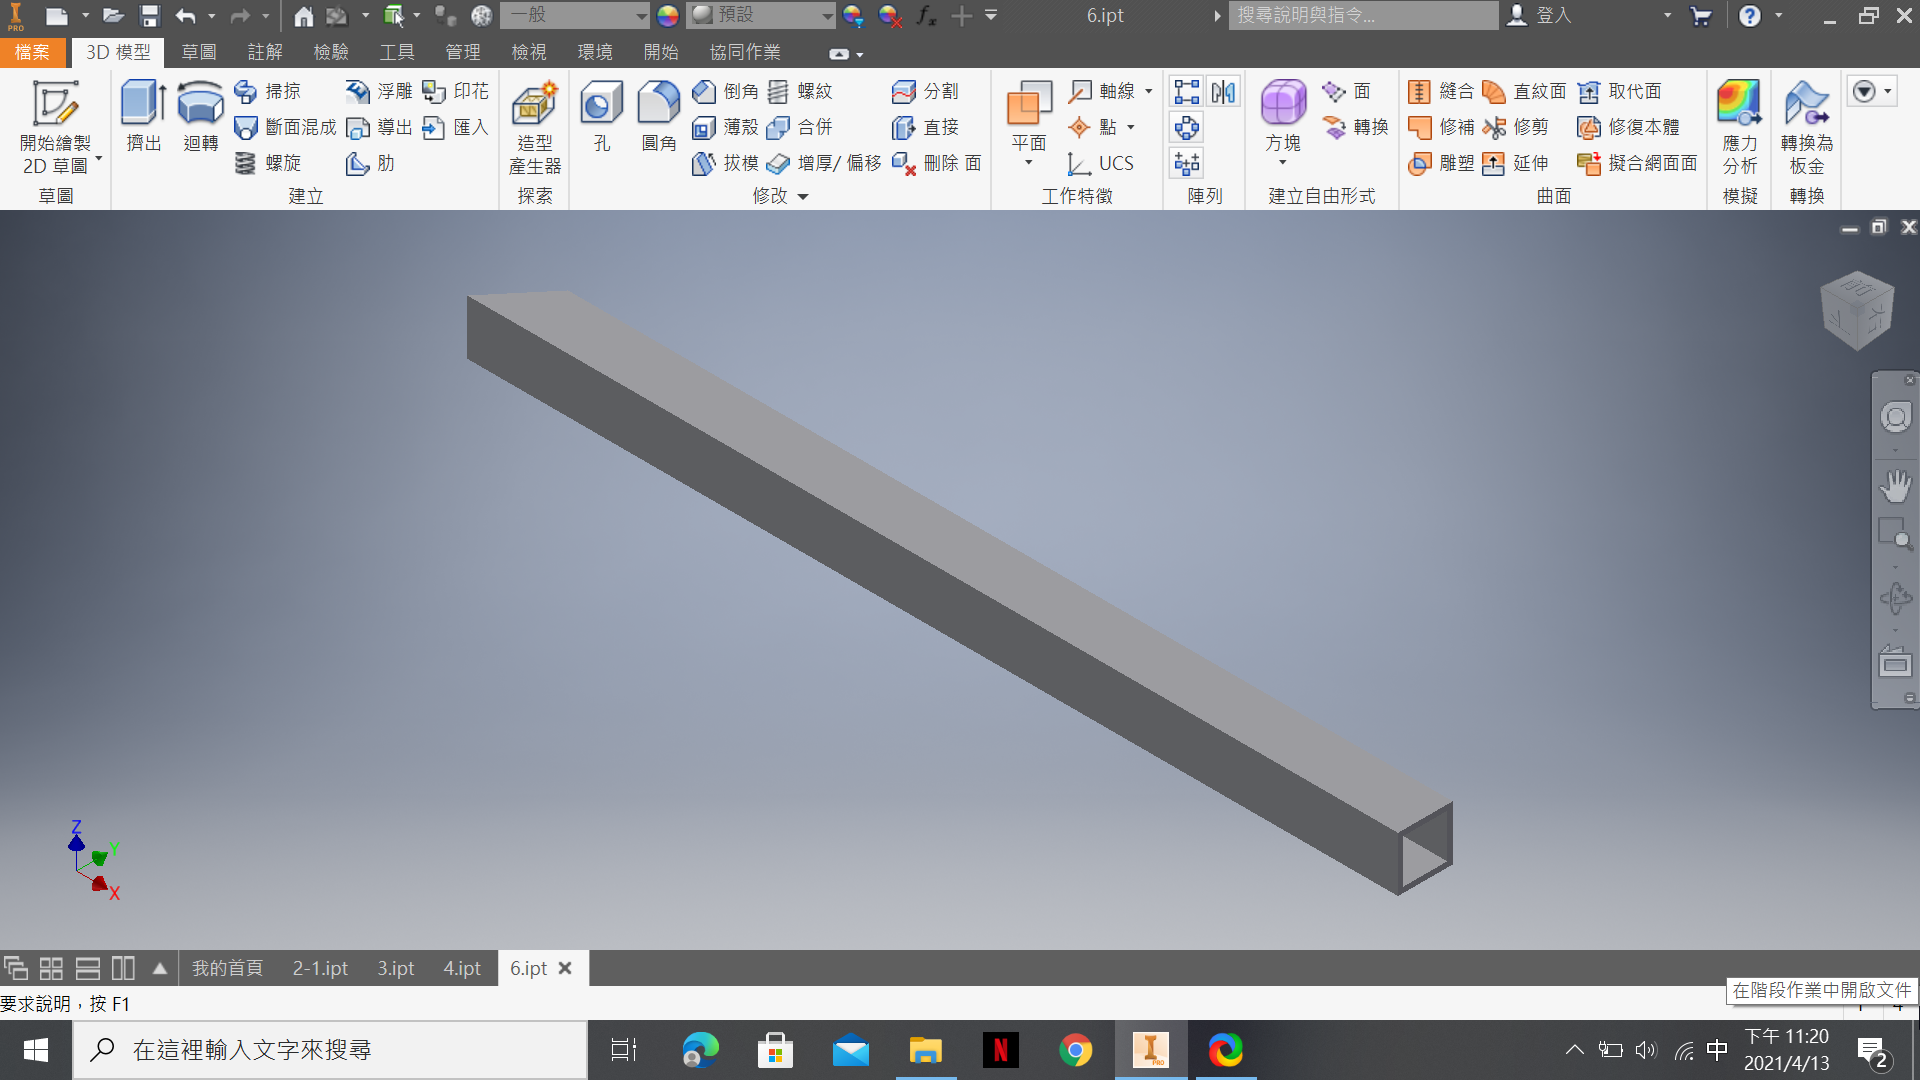 PRO
一般
預設
fx
6.ipt
搜尋說明與指令...
登入
檔案 3D 模型 草圖 註解 檢驗 工具 管理 檢視 環境 開始 協同作業
開始繪製
2D 草圖
草圖
擠出
迴轉
掃掠
斷面混成
螺旋
浮雕
導出
肋
印花
匯入
建立
造型
產生器
探索
孔
圓角
倒角
薄殼
拔模
螺紋
合併
增厚/ 偏移
分割
直接
刪除 面
修改
平面
軸線
點
UCS
工作特徵
陣列
方塊
面
轉換
建立自由形式
縫合
修補
雕塑
直紋面
修剪
延伸
取代面
修復本體
擬合網面面
曲面
應力
分析
模擬
轉換為
板金
轉換
Z
Y
X
我的首頁 2-1.ipt 3.ipt 4.ipt 6.ipt
在階段作業中開啟文件
要求說明，按 F1
在這裡輸入文字來搜尋
N
I
PRO
中
下午 11:20
2021/4/13
2